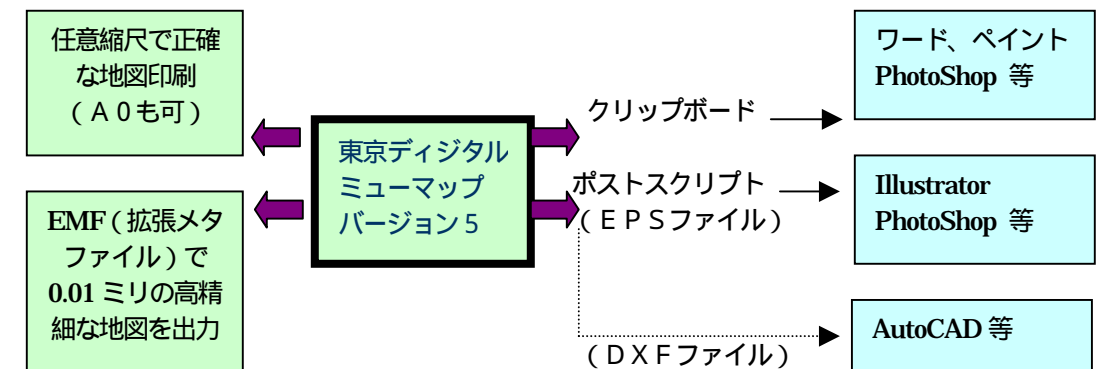 任意縮尺で正確
な地図印刷
(A0も可)
EMF(拡張メタ
ファイル)で
0.01 ミリの高精
細な地図を出力
東京ディジタル
ミューマップ
バージョン5
クリップボード
ポストスクリプト
(EPSファイル)
(DXFファイル)
ワード、ペイント
PhotoShop 等
Illustrator
PhotoShop 等
AutoCAD 等